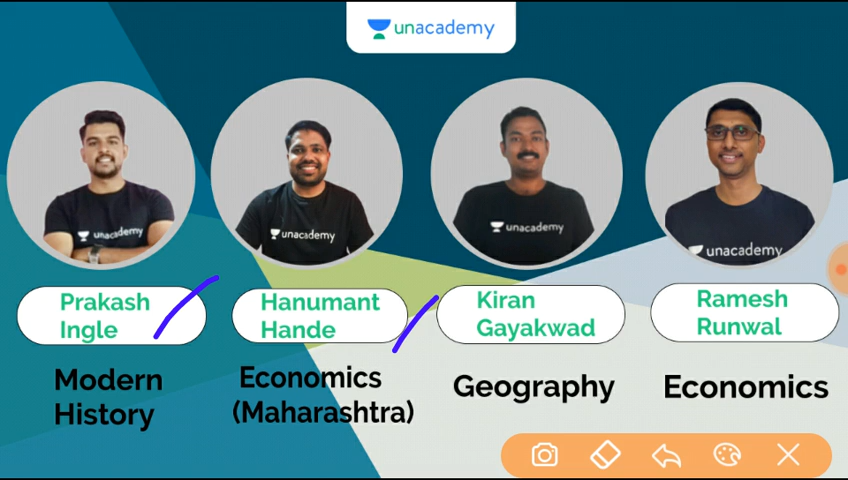 unacademy
unacademy
unacademy
unacademy
unacademy
Prakash
Ingle
Hanumant
Hande
Kiran
Gayakwad
Ramesh
Runwal
Modern
History
Economics
(Maharashtra)
Geography
Economics